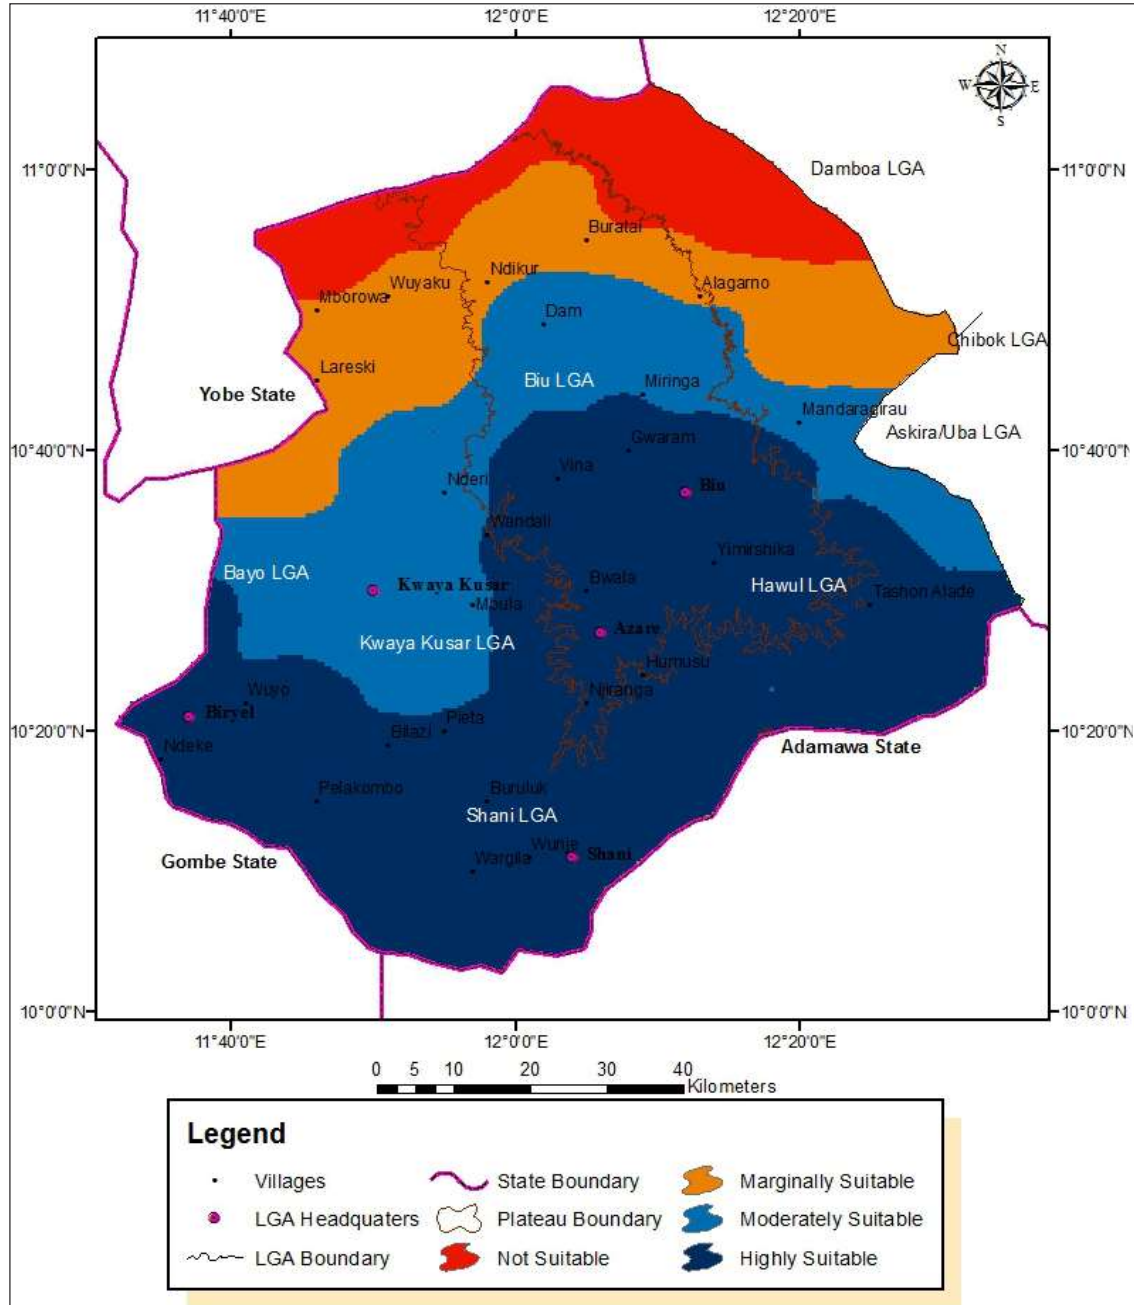 11°40'0"E 12°0'0"E 12°20'0"E
N
W E
S
11°0'0"N 11°0'0"N
Damboa LGA
Buratai
Ndikur
Wuyaku
Alagarno
Mborowa
Dam
Chibok LGA
Lareski
Biu LGA
Miringa
Yobe State
Mandaragirau
Askira/Uba LGA
10°40'0"N 10°40'0"N
Gwaram
Vina
Nderi
Biu
Wandali
Yimirshika
Bayo LGA
Kwaya Kusar
Bwala
Hawul LGA
Tashon Alade
Mbula
Azare
Kwaya Kusar LGA
Humusu
Wuyo
Njiranga
Biryel
Pieta
10°20'0"N 10°20'0"N
Bilazi
Ndeke
Adamawa State
Pelakombo
Buruluk
Shani LGA
Wunje
Shani
Gombe State
Wargila
10°0'0"N 10°0'0"N
11°40'0"E 12°0'0"E 12°20'0"E
0 5 10 20 30 40
Kilometers
Legend
Villages
State Boundary
Marginally Suitable
LGA Headquaters
Plateau Boundary
Moderately Suitable
LGA Boundary
Not Suitable
Highly Suitable